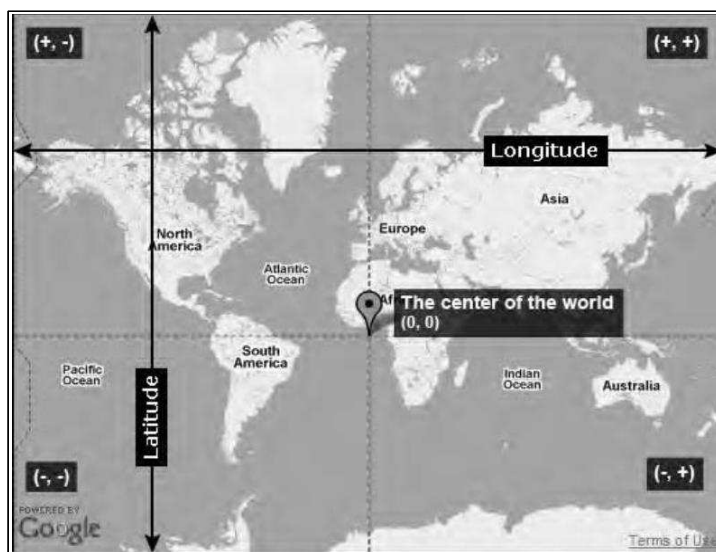 (+, -)
(+, +)
Longitude
Asia
Europe
North
America
Atlantic
Ocean
The center of the world
(0, 0)
South
America
Pacific
Ocean
Indian
Ocean
Australia
Latitude
(-, -)
(-, +)
POWERED BY
Google
Terms of Use